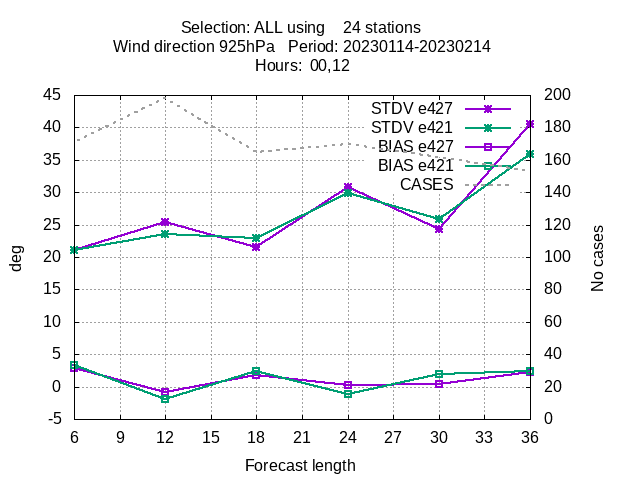 Selection: ALL using    24 stations
Wind direction 925hPa   Period: 20230114-20230214
Hours:  00,12
STDV e427
STDV e421
BIAS e427
BIAS e421
CASES
45
40
35
30
25
20
15
10
5
0
-5
200
180
160
140
120
100
80
60
40
20
0
deg
No cases
6 9 12 15 18 21 24 27 30 33 36
Forecast length